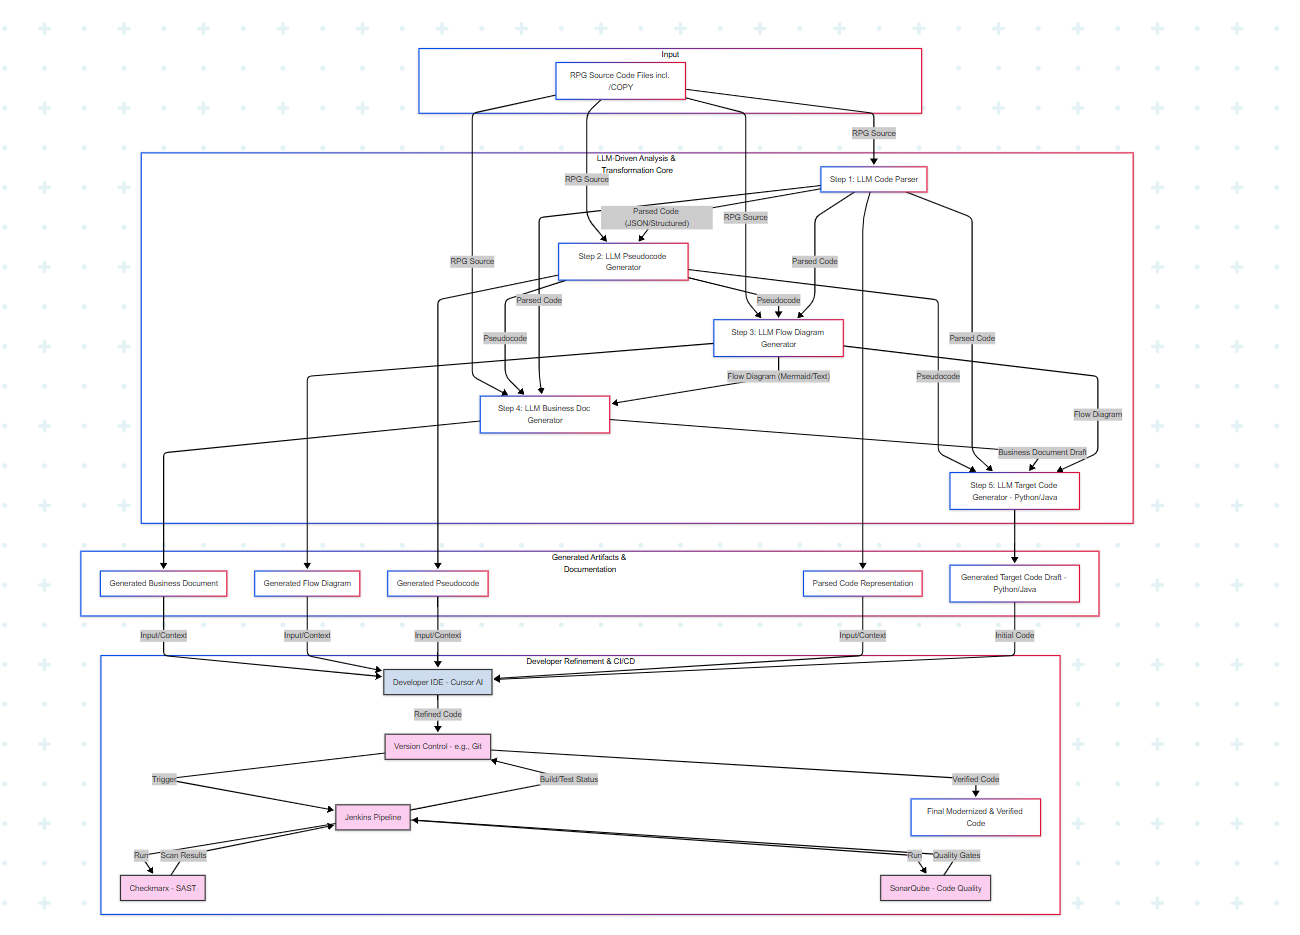 Input
RPG Source Code Files incl.
/COPY
RPG Source
LLM-Driven Analysis &
Transformation Core
Step 1: LLM Code Parser
RPG Source
Parsed Code
(JSON/Structured)
RPG Source
Step 2: LLM Pseudocode
Generator
RPG Source
Parsed Code
Parsed Code
Pseudocode
Step 3: LLM Flow Diagram
Generator
Pseudocode
Parsed Code
Flow Diagram (Mermaid/Text)
Pseudocode
Step 4: LLM Business Doc
Generator
Flow Diagram
Business Document Draft
Step 5: LLM Target Code
Generator - Python/Java
Generated Artifacts &
Documentation
Generated Business Document
Generated Flow Diagram
Generated Pseudocode
Parsed Code Representation
Generated Target Code Draft -
Python/Java
Input/Context
Input/Context
Input/Context
Input/Context
Initial Code
Developer Refinement & CI/CD
Developer IDE - Cursor AI
Refined Code
Version Control - e.g., Git
Trigger
Build/Test Status
Verified Code
Jenkins Pipeline
Final Modernized & Verified
Code
Run
Scan Results
Run
Quality Gates
Checkmarx - SAST
SonarQube - Code Quality